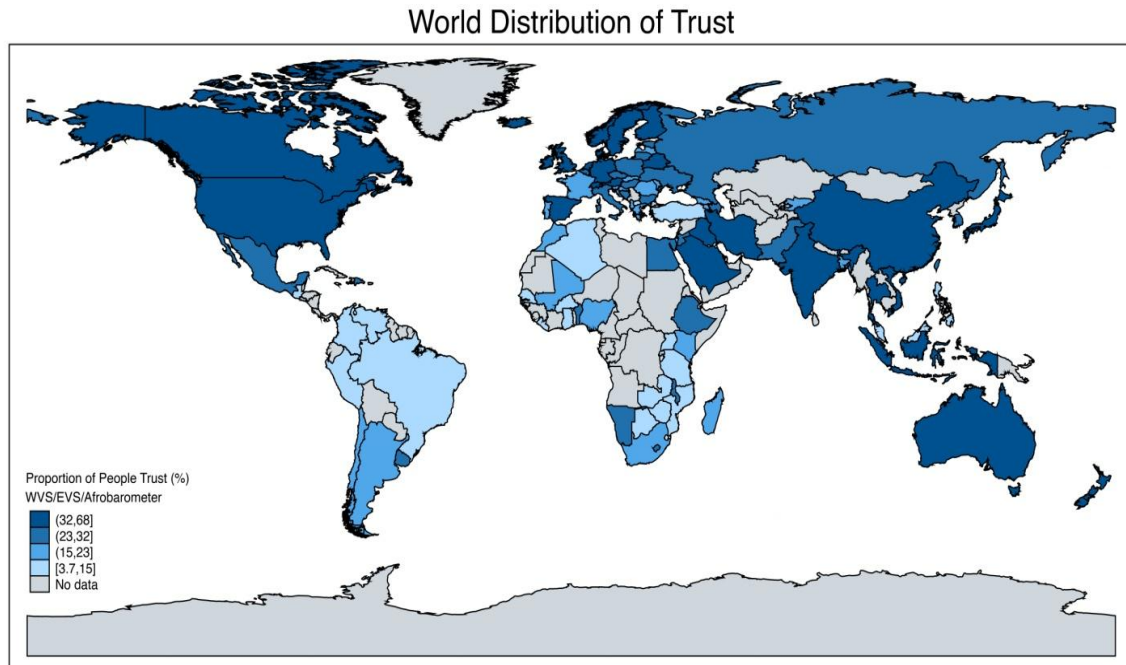 World Distribution of Trust
Proportion of People Trust (%)
WVS/EVS/Afrobarometer
(32,68]
(23,32]
(15,23]
[3.7,15]
No data